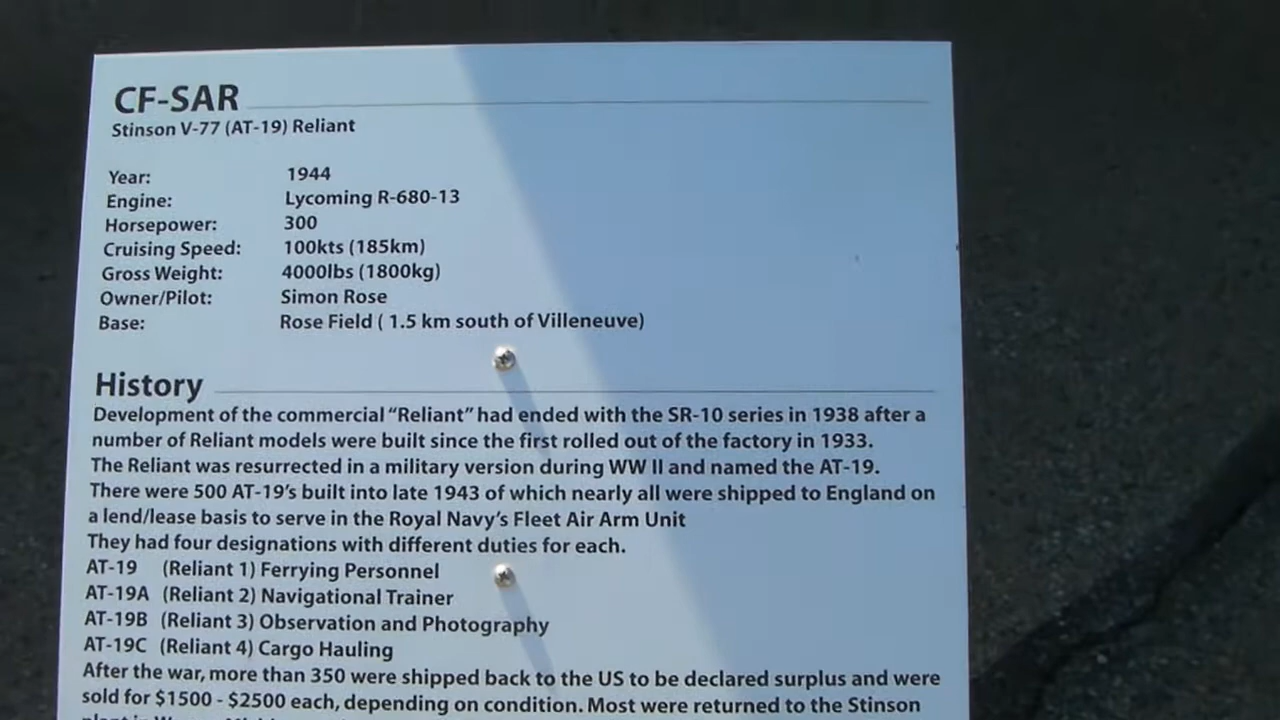 CF-SAR
Stinson V-77 (AT-19) Reliant
Year: 1944
Engine: Lycoming R-680-13
Horsepower: 300
Cruising Speed: 100kts (185km)
Gross Weight: 4000lbs (1800kg)
Owner/Pilot: Simon Rose
Base: Rose Field ( 1.5 km south of Villeneuve)
History
Development of the commercial “Reliant” had ended with the SR-10 series in 1938 after a
number of Reliant models were built since the first rolled out of the factory in 1933.
The Reliant was resurrected in a military version during WW II and named the AT-19.
There were 500 AT-19’s built into late 1943 of which nearly all were shipped to England on
a lend/lease basis to serve in the Royal Navy’s Fleet Air Arm Unit
They had four designations with different duties for each.
AT-19 (Reliant 1) Ferrying Personnel
AT-19A (Reliant 2) Navigational Trainer
AT-19B (Reliant 3) Observation and Photography
AT-19C (Reliant 4) Cargo Hauling
After the war, more than 350 were shipped back to the US to be declared surplus and were
sold for $1500 - $2500 each, depending on condition. Most were returned to the Stinson